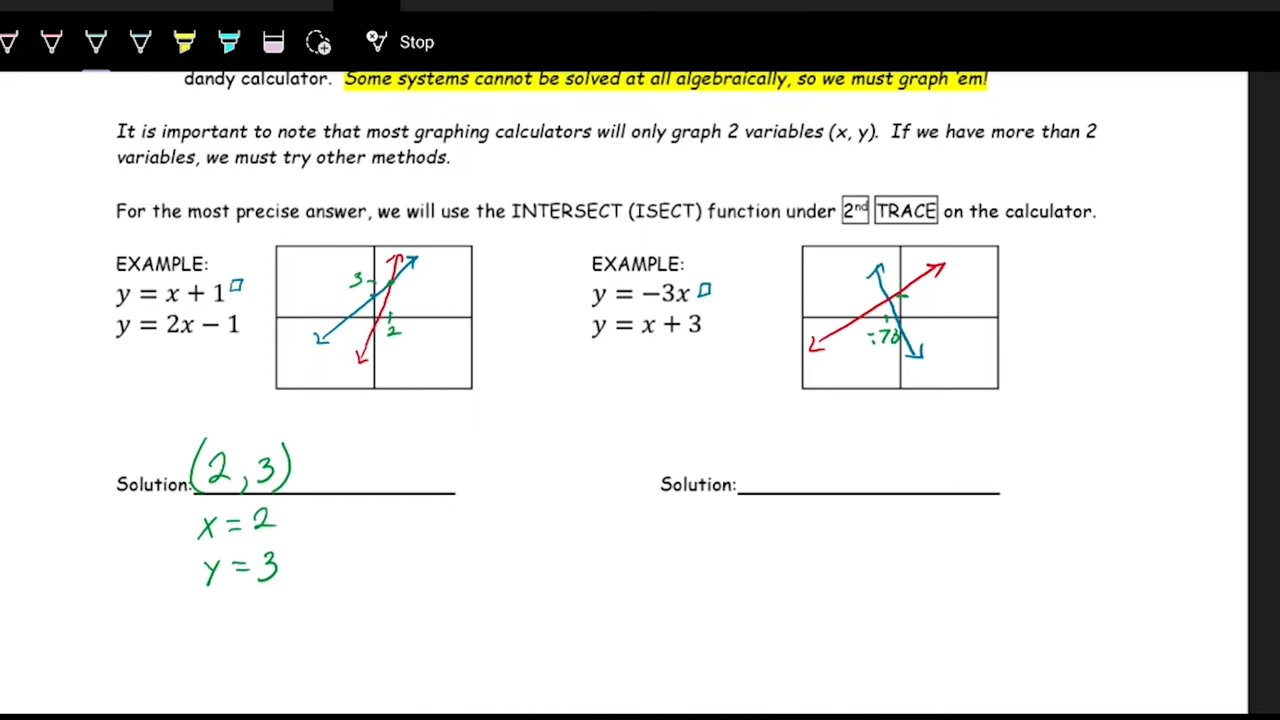 Stop
dandy calculator. Some systems cannot be solved at all algebraically, so we must graph 'em!
It is important to note that most graphing calculators will only graph 2 variables (x, y). If we have more than 2
variables, we must try other methods.
For the most precise answer, we will use the INTERSECT (ISECT) function under 2nd TRACE on the calculator.
EXAMPLE:
y = x + 1
y = 2x − 1
3
2
EXAMPLE:
y = −3x
y = x + 3
Solution: (2, 3)
x = 2
y = 3
Solution: